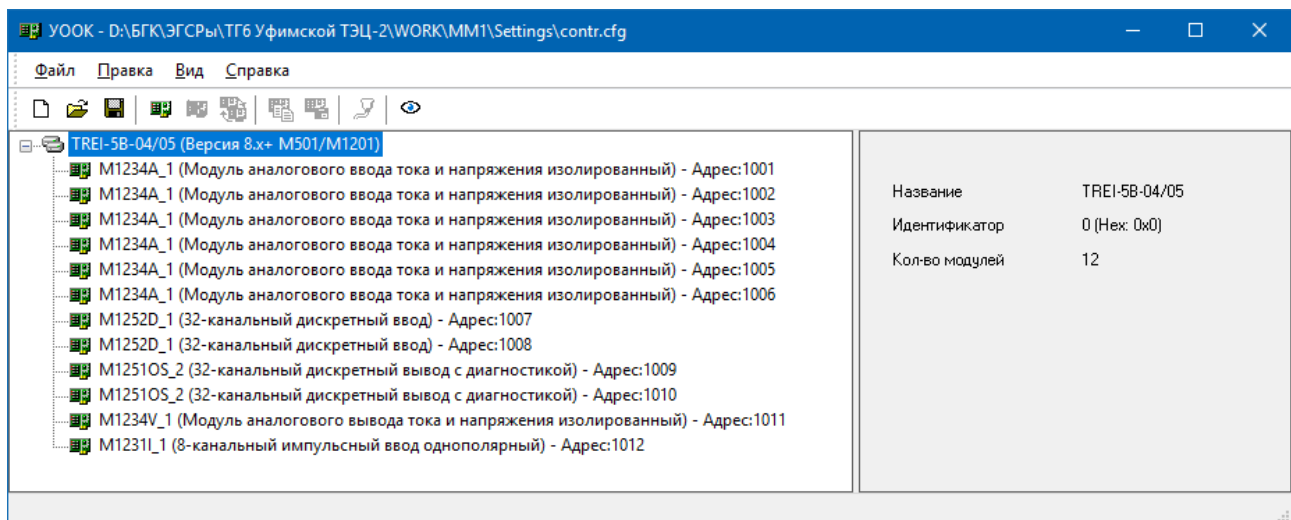 УООК - D:\БГК\ЭГСРы\ТГ6 Уфимской ТЭЦ-2\WORK\MM1\Settings\contr.cfg
Файл Правка Вид Справка
TREI-5B-04/05 (Версия 8.x+ M501/M1201)
M1234A_1 (Модуль аналогового ввода тока и напряжения изолированный) - Адрес:1001
M1234A_1 (Модуль аналогового ввода тока и напряжения изолированный) - Адрес:1002
M1234A_1 (Модуль аналогового ввода тока и напряжения изолированный) - Адрес:1003
M1234A_1 (Модуль аналогового ввода тока и напряжения изолированный) - Адрес:1004
M1234A_1 (Модуль аналогового ввода тока и напряжения изолированный) - Адрес:1005
M1234A_1 (Модуль аналогового ввода тока и напряжения изолированный) - Адрес:1006
M1252D_1 (32-канальный дискретный ввод) - Адрес:1007
M1252D_1 (32-канальный дискретный ввод) - Адрес:1008
M1251OS_2 (32-канальный дискретный вывод с диагностикой) - Адрес:1009
M1251OS_2 (32-канальный дискретный вывод с диагностикой) - Адрес:1010
M1234V_1 (Модуль аналогового вывода тока и напряжения изолированный) - Адрес:1011
M1231I_1 (8-канальный импульсный ввод однополярный) - Адрес:1012
Название TREI-5B-04/05
Идентификатор 0 (Hex: 0x0)
Кол-во модулей 12